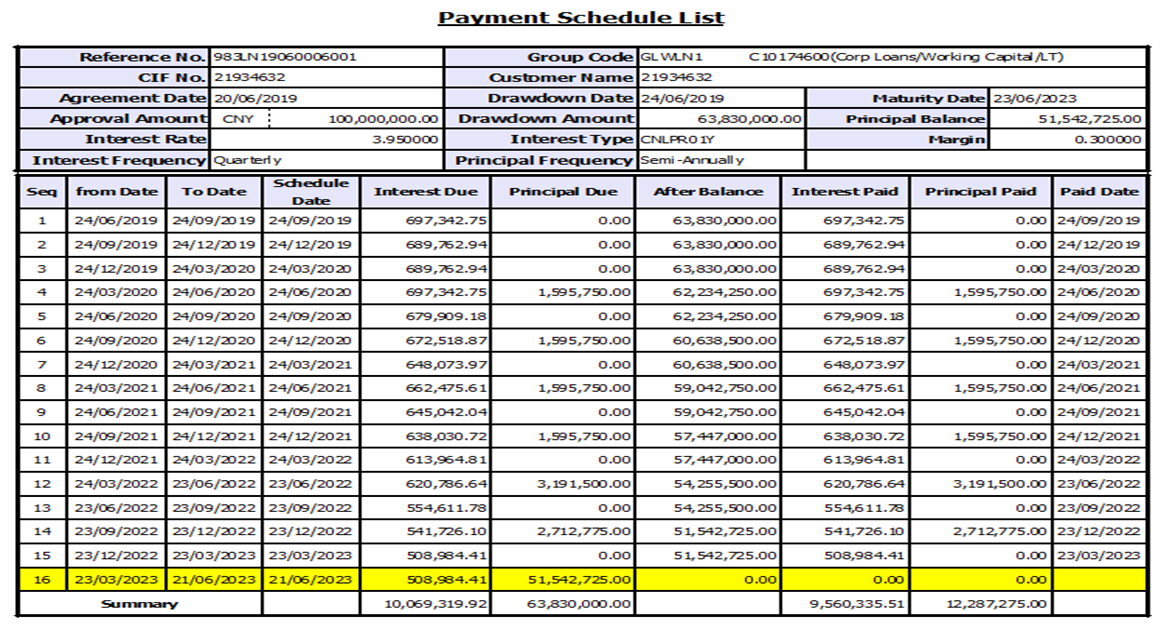 Payment Schedule List
Reference No. 983LN19060006001 Group Code GLWLN1 C10174600(Corp Loans/Working Capital/LT)
CIF No. 21934632 Customer Name 21934632
Agreement Date 20/06/2019 Drawdown Date 24/06/2019 Maturity Date 23/06/2023
Approval Amount CNY 100,000,000.00 Drawdown Amount 63,830,000.00 Principal Balance 51,542,725.00
Interest Rate 3.950000 Interest Type CNLPR01Y Margin 0.300000
Interest Frequency Quarterly Principal Frequency Semi-Annually
Seq from Date To Date Schedule Date Interest Due Principal Due After Balance Interest Paid Principal Paid Paid Date
1 24/06/2019 24/09/2019 24/09/2019 697,342.75 0.00 63,830,000.00 697,342.75 0.00 24/09/2019
2 24/09/2019 24/12/2019 24/12/2019 689,762.94 0.00 63,830,000.00 689,762.94 0.00 24/12/2019
3 24/12/2019 24/03/2020 24/03/2020 689,762.94 0.00 63,830,000.00 689,762.94 0.00 24/03/2020
4 24/03/2020 24/06/2020 24/06/2020 697,342.75 1,595,750.00 62,234,250.00 697,342.75 1,595,750.00 24/06/2020
5 24/06/2020 24/09/2020 24/09/2020 679,909.18 0.00 62,234,250.00 679,909.18 0.00 24/09/2020
6 24/09/2020 24/12/2020 24/12/2020 672,518.87 1,595,750.00 60,638,500.00 672,518.87 1,595,750.00 24/12/2020
7 24/12/2020 24/03/2021 24/03/2021 648,073.97 0.00 60,638,500.00 648,073.97 0.00 24/03/2021
8 24/03/2021 24/06/2021 24/06/2021 662,475.61 1,595,750.00 59,042,750.00 662,475.61 1,595,750.00 24/06/2021
9 24/06/2021 24/09/2021 24/09/2021 645,042.04 0.00 59,042,750.00 645,042.04 0.00 24/09/2021
10 24/09/2021 24/12/2021 24/12/2021 638,030.72 1,595,750.00 57,447,000.00 638,030.72 1,595,750.00 24/12/2021
11 24/12/2021 24/03/2022 24/03/2022 613,964.81 0.00 57,447,000.00 613,964.81 0.00 24/03/2022
12 24/03/2022 23/06/2022 23/06/2022 620,786.64 3,191,500.00 54,255,500.00 620,786.64 3,191,500.00 23/06/2022
13 23/06/2022 23/09/2022 23/09/2022 554,611.78 0.00 54,255,500.00 554,611.78 0.00 23/09/2022
14 23/09/2022 23/12/2022 23/12/2022 541,726.10 2,712,775.00 51,542,725.00 541,726.10 2,712,775.00 23/12/2022
15 23/12/2022 23/03/2023 23/03/2023 508,984.41 0.00 51,542,725.00 508,984.41 0.00 23/03/2023
16 23/03/2023 21/06/2023 21/06/2023 508,984.41 51,542,725.00 0.00 0.00 0.00
Summary 10,069,319.92 63,830,000.00 9,560,335.51 12,287,275.00